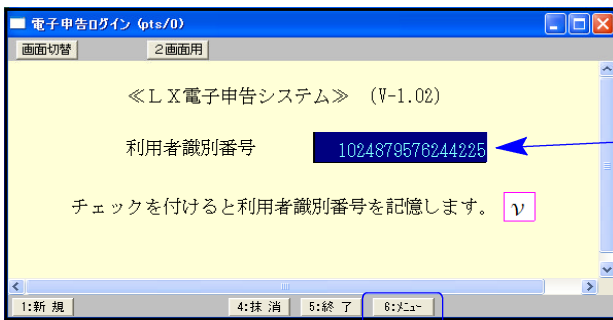 電子申告ログイン (pts/0)
画面切替 2画面用
≪LX電子申告システム≫ (V-1.02)
利用者識別番号 1024879576244225
チェックを付けると利用者識別番号を記憶します。 ν
1:新 規 4:抹 消 5:終 了 6:ﾒﾆｭｰ